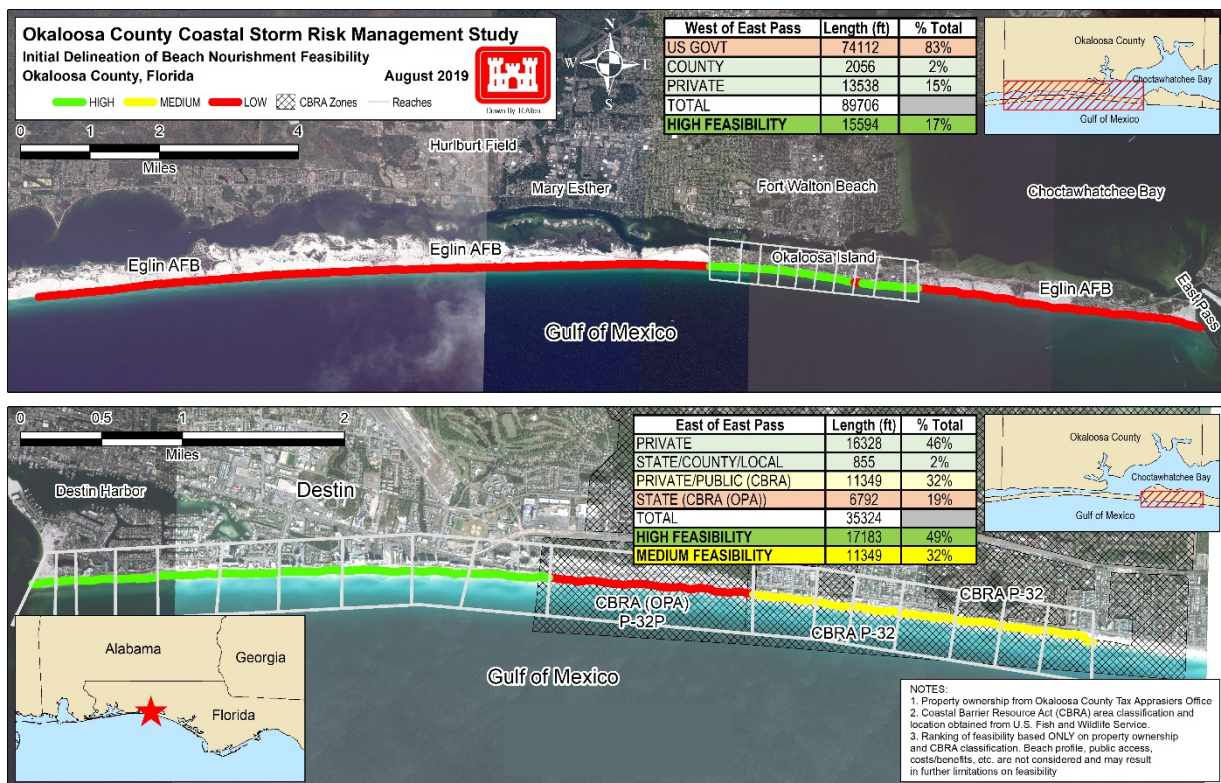 Okaloosa County Coastal Storm Risk Management Study
Initial Delineation of Beach Nourishment Feasibility
Okaloosa County, Florida August 2019
HIGH MEDIUM LOW CBRA Zones Reaches
Drawn By: R Allen
0 1 2 4
Miles
N
W E
S
West of East Pass Length (ft) % Total
US GOVT 74112 83%
COUNTY 2056 2%
PRIVATE 13538 15%
TOTAL 89706
HIGH FEASIBILITY 15594 17%
Okaloosa County
Choctawhatchee Bay
Gulf of Mexico
Hurlburt Field
Mary Esther
Fort Walton Beach
Choctawhatchee Bay
Eglin AFB
Eglin AFB
Okaloosa Island
Eglin AFB
East Pass
Gulf of Mexico
0 0.5 1 2
Miles
East of East Pass Length (ft) % Total
PRIVATE 16328 46%
STATE/COUNTY/LOCAL 855 2%
PRIVATE/PUBLIC (CBRA) 11349 32%
STATE (CBRA (OPA)) 6792 19%
TOTAL 35324
HIGH FEASIBILITY 17183 49%
MEDIUM FEASIBILITY 11349 32%
Okaloosa County
Choctawhatchee Bay
Gulf of Mexico
Destin Harbor
Destin
CBRA (OPA)
P-32P
CBRA P-32
CBRA P-32
Gulf of Mexico
Alabama
Georgia
Florida
NOTES:
1. Property ownership from Okaloosa County Tax Apprasiers Office
2. Coastal Barrier Resource Act (CBRA) area classification and
location obtained from U.S. Fish and Wildlife Service.
3. Ranking of feasibility based ONLY on property ownership
and CBRA classification. Beach profile, public access,
costs/benefits, etc. are not considered and may result
in further limitations on feasibility